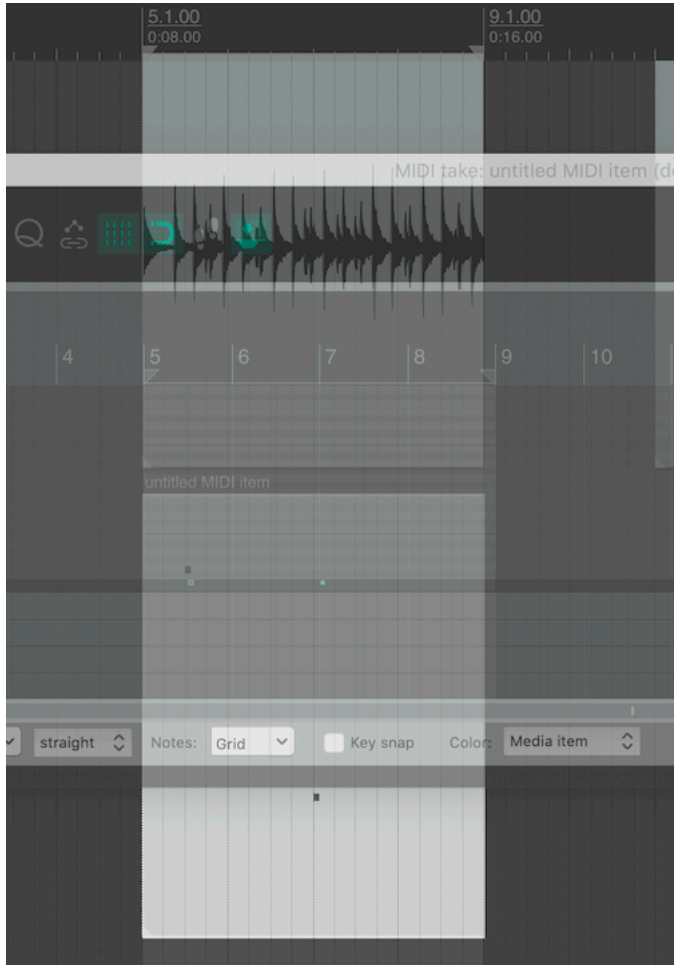 5.1.00 9.1.00
0:08.00 0:16.00
MIDI take: untitled MIDI item (d
4 5 6 7 8 9 10
untitled MIDI item
straight Notes: Grid Key snap Color: Media item